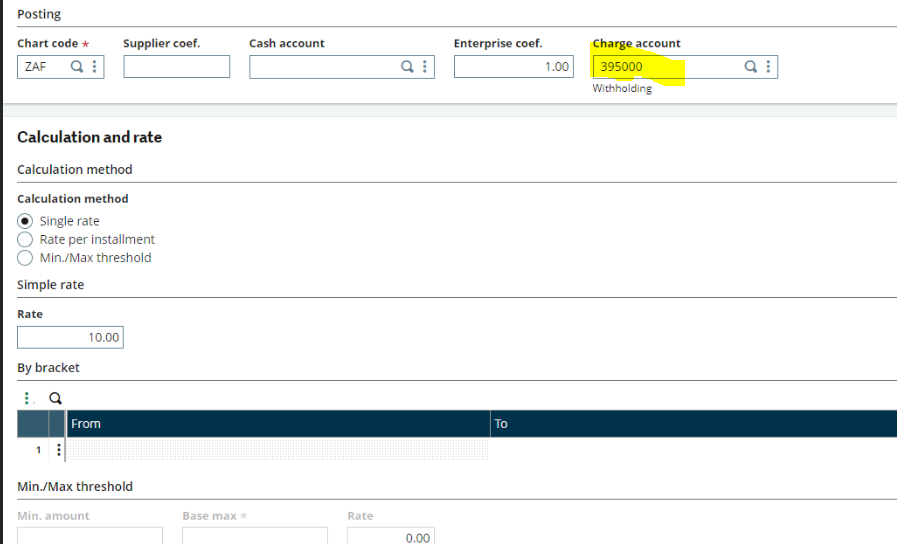 Posting
Chart code * Supplier coef. Cash account Enterprise coef. Charge account
ZAF 1.00 395000
Withholding
Calculation and rate
Calculation method
Calculation method
Single rate
Rate per installment
Min./Max threshold
Simple rate
Rate
10.00
By bracket
From To
1
Min./Max threshold
Min. amount Base max * Rate
0.00